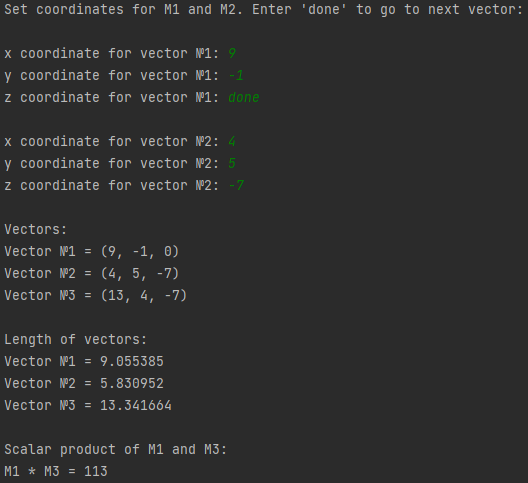 Set coordinates for M1 and M2. Enter 'done' to go to next vector:
x coordinate for vector №1: 9
y coordinate for vector №1: -1
z coordinate for vector №1: done
x coordinate for vector №2: 4
y coordinate for vector №2: 5
z coordinate for vector №2: -7
Vectors:
Vector №1 = (9, -1, 0)
Vector №2 = (4, 5, -7)
Vector №3 = (13, 4, -7)
Length of vectors:
Vector №1 = 9.055385
Vector №2 = 5.830952
Vector №3 = 13.341664
Scalar product of M1 and M3:
M1 * M3 = 113